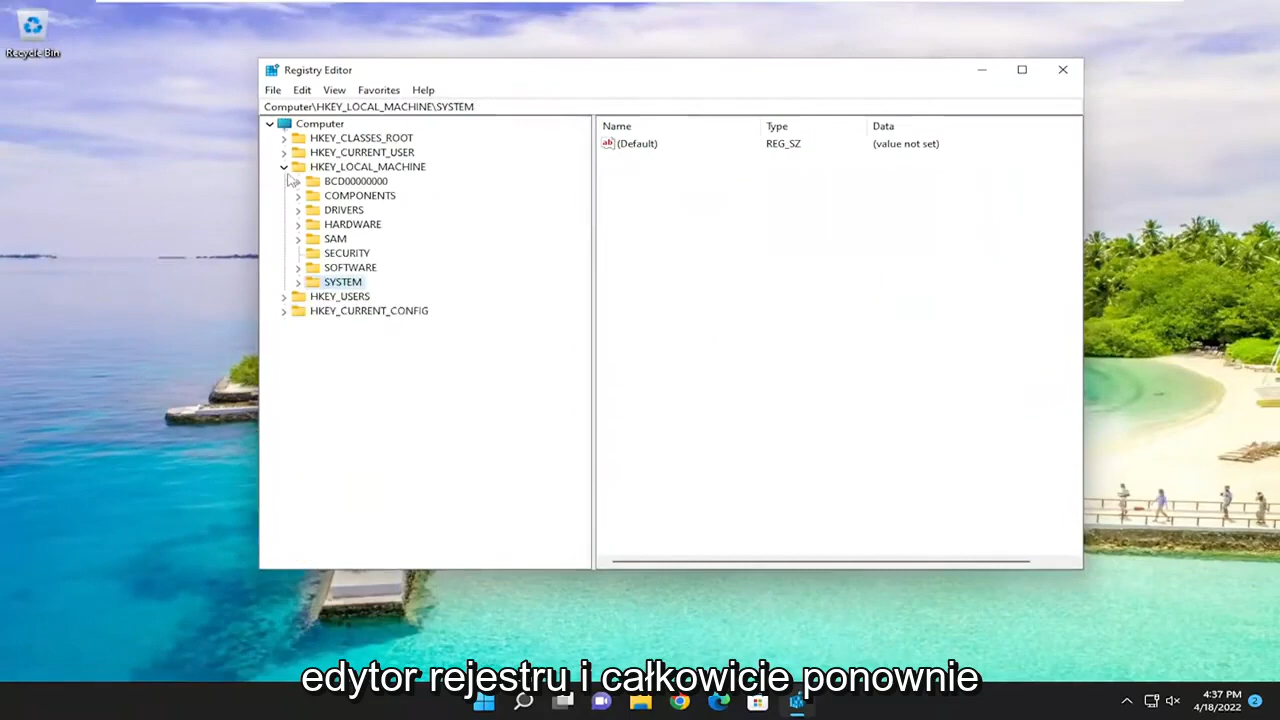 Recycle Bin
Registry Editor
File Edit View Favorites Help
Computer\HKEY_LOCAL_MACHINE\SYSTEM
Computer
HKEY_CLASSES_ROOT
HKEY_CURRENT_USER
HKEY_LOCAL_MACHINE
BCD00000000
COMPONENTS
DRIVERS
HARDWARE
SAM
SECURITY
SOFTWARE
SYSTEM
HKEY_USERS
HKEY_CURRENT_CONFIG
Name Type Data
ab (Default) REG_SZ (value not set)
edytor rejestru i całkowicie ponownie
4:37 PM
4/18/2022
2